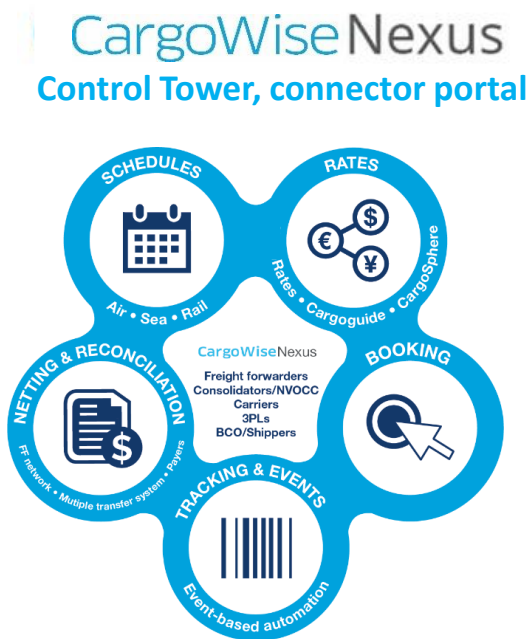 CargoWiseNexus
Control Tower, connector portal
SCHEDULES
Air • Sea • Rail
RATES
$
€
¥
Rates • Cargoguide • CargoSphere
NETTING & RECONCILIATION
$
FF network • Mutiple transfer system • Payers
CargoWiseNexus
Freight forwarders
Consolidators/NVOCC
Carriers
3PLs
BCO/Shippers
BOOKING
TRACKING & EVENTS
Event-based automation